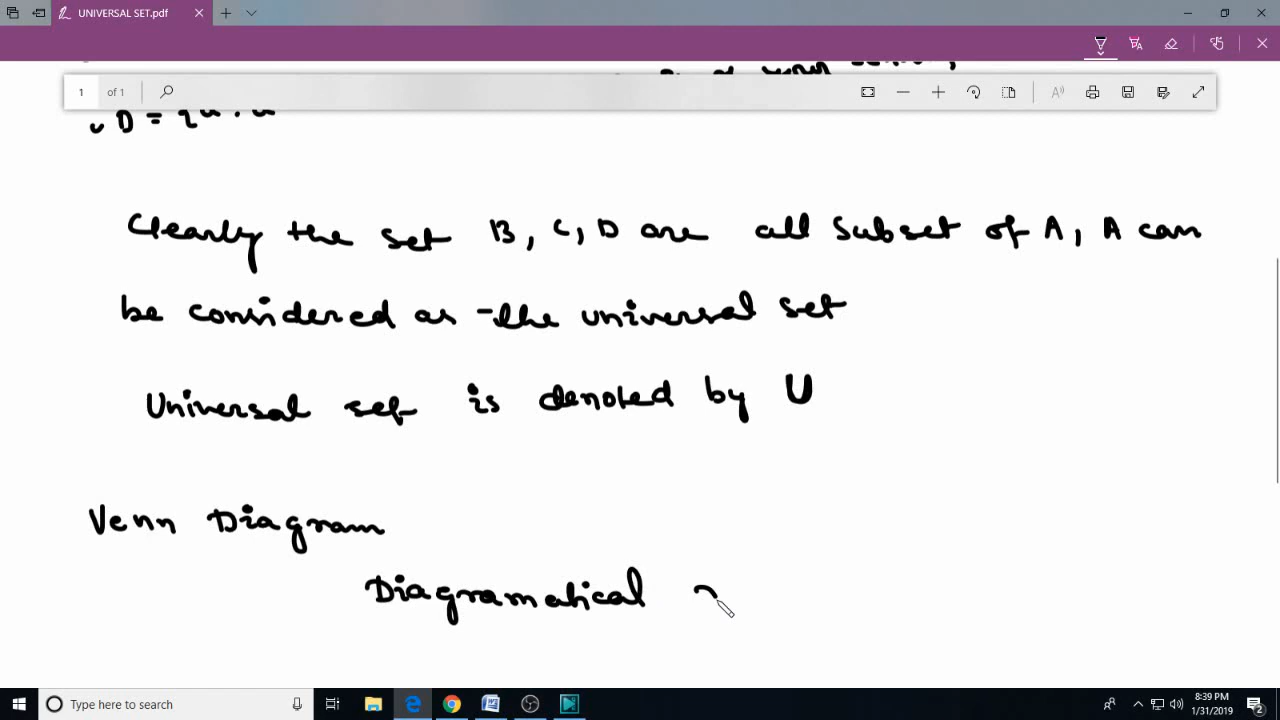 UNIVERSAL SET.pdf
1 of 1
D =
Clearly the set B, C, D are all subset of A, A can
be considered as the universal set
Universal set is denoted by U
Venn Diagram
Diagramatical
Type here to search
8:39 PM
1/31/2019
2